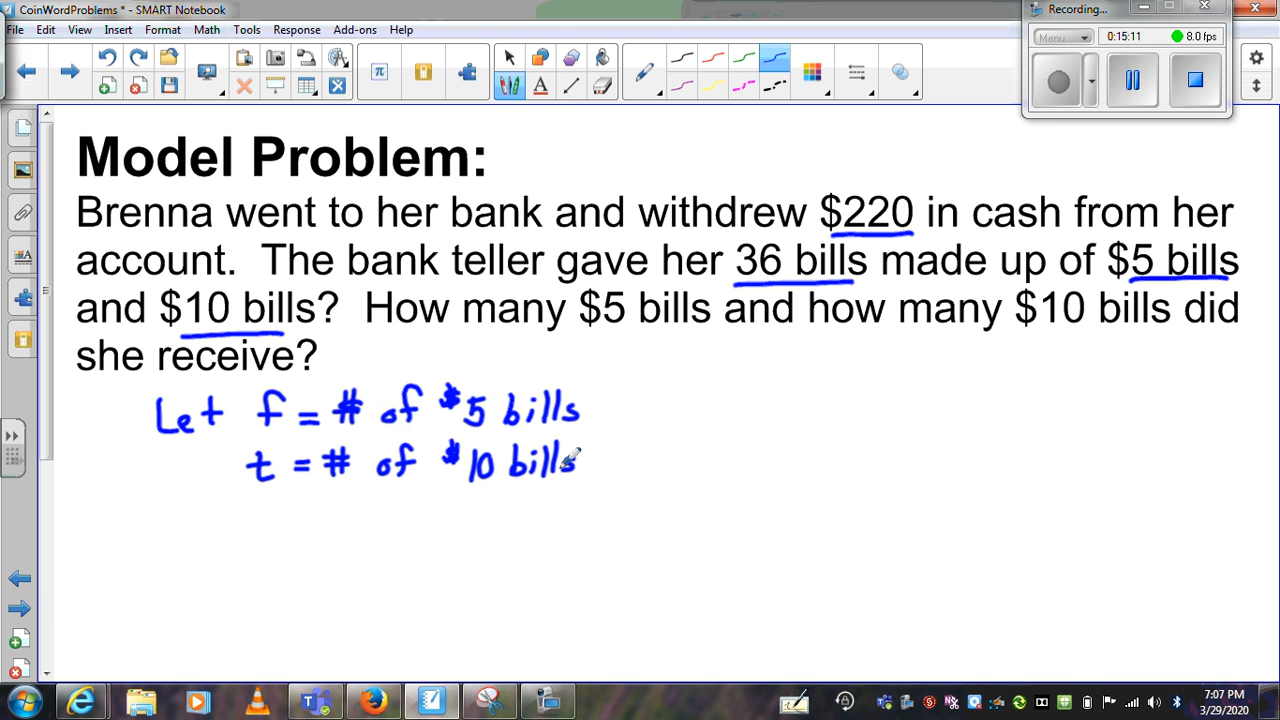 CoinWordProblems * - SMART Notebook
Recording...
File Edit View Insert Format Math Tools Response Add-ons Help
Menu 0:15:11 8.0 fps
Model Problem:
Brenna went to her bank and withdrew $220 in cash from her
account. The bank teller gave her 36 bills made up of $5 bills
and $10 bills? How many $5 bills and how many $10 bills did
she receive?
Let f = # of $5 bills
t = # of $10 bills
7:07 PM
3/29/2020